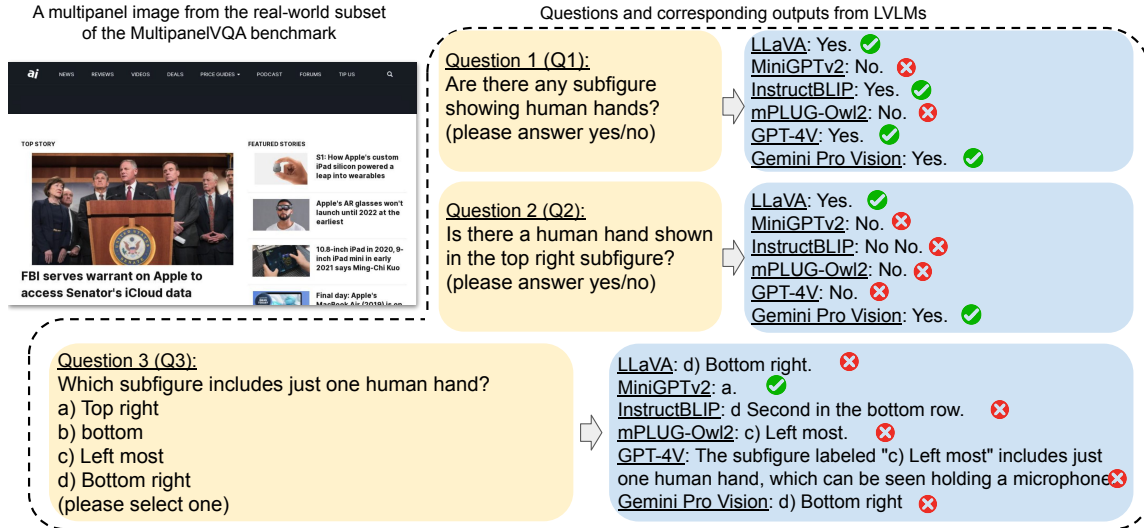 A multipanel image from the real-world subset
of the MultipanelVQA benchmark
Questions and corresponding outputs from LVLMs
ai NEWS REVIEWS VIDEOS DEALS PRICE GUIDES PODCAST FORUMS TIP US
TOP STORY
FBI serves warrant on Apple to
access Senator's iCloud data
FEATURED STORIES
S1: How Apple's custom
iPad silicon powered a
leap into wearables
Apple's AR glasses won't
launch until 2022 at the
earliest
10.8-inch iPad in 2020, 9-
inch iPad mini in early
2021 says Ming-Chi Kuo
Final day: Apple's
MacBook Air (2019) is on
Question 1 (Q1):
Are there any subfigure
showing human hands?
(please answer yes/no)
LLaVA: Yes.
MiniGPTv2: No.
InstructBLIP: Yes.
mPLUG-Owl2: No.
GPT-4V: Yes.
Gemini Pro Vision: Yes.
Question 2 (Q2):
Is there a human hand shown
in the top right subfigure?
(please answer yes/no)
LLaVA: Yes.
MiniGPTv2: No.
InstructBLIP: No No.
mPLUG-Owl2: No.
GPT-4V: No.
Gemini Pro Vision: Yes.
Question 3 (Q3):
Which subfigure includes just one human hand?
a) Top right
b) bottom
c) Left most
d) Bottom right
(please select one)
LLaVA: d) Bottom right.
MiniGPTv2: a.
InstructBLIP: d Second in the bottom row.
mPLUG-Owl2: c) Left most.
GPT-4V: The subfigure labeled "c) Left most" includes just
one human hand, which can be seen holding a microphone
Gemini Pro Vision: d) Bottom right